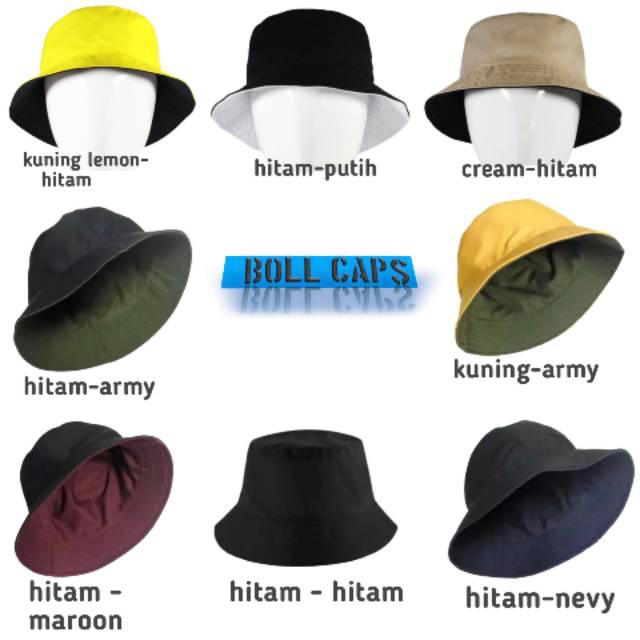 kuning lemon-
hitam
hitam-putih
cream-hitam
BOLL CAPS
hitam-army
kuning-army
hitam -
maroon
hitam - hitam
hitam-nevy